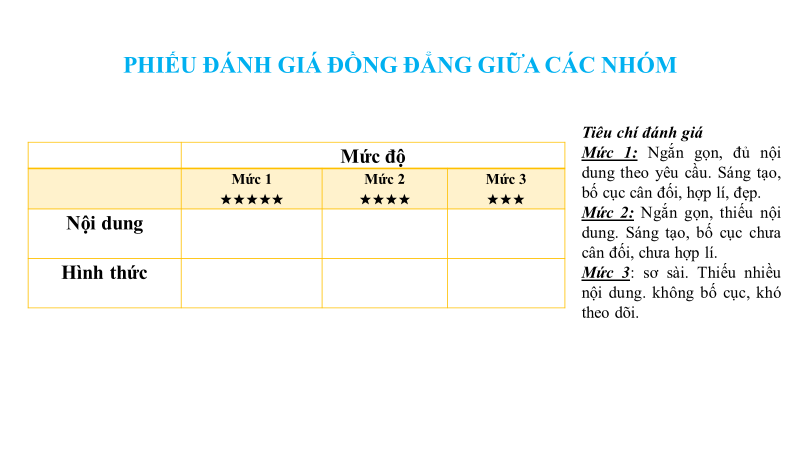 PHIẾU ĐÁNH GIÁ ĐỒNG ĐẲNG GIỮA CÁC NHÓM
Mức độ
Mức 1 Mức 2 Mức 3
★★★★★ ★★★★ ★★★
Nội dung
Hình thức
Tiêu chí đánh giá
Mức 1: Ngắn gọn, đủ nội
dung theo yêu cầu. Sáng tạo,
bố cục cân đối, hợp lí, đẹp.
Mức 2: Ngắn gọn, thiếu nội
dung. Sáng tạo, bố cục chưa
cân đối, chưa hợp lí.
Mức 3: sơ sài. Thiếu nhiều
nội dung. không bố cục, khó
theo dõi.